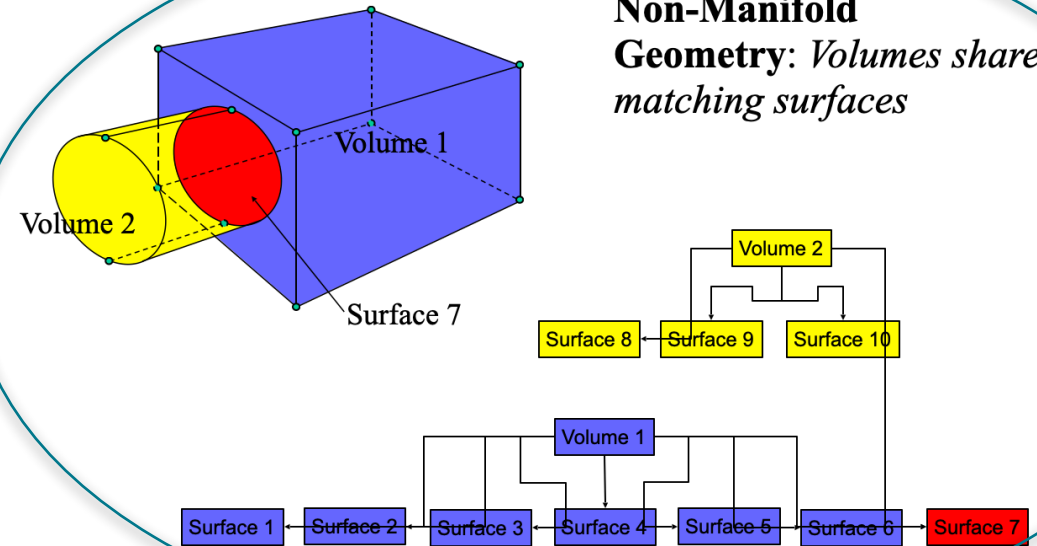 Non-Manifold
Geometry: Volumes share
matching surfaces
Volume 1
Volume 2
Surface 7
Volume 2
Surface 8
Surface 9
Surface 10
Volume 1
Surface 1
Surface 2
Surface 3
Surface 4
Surface 5
Surface 6
Surface 7